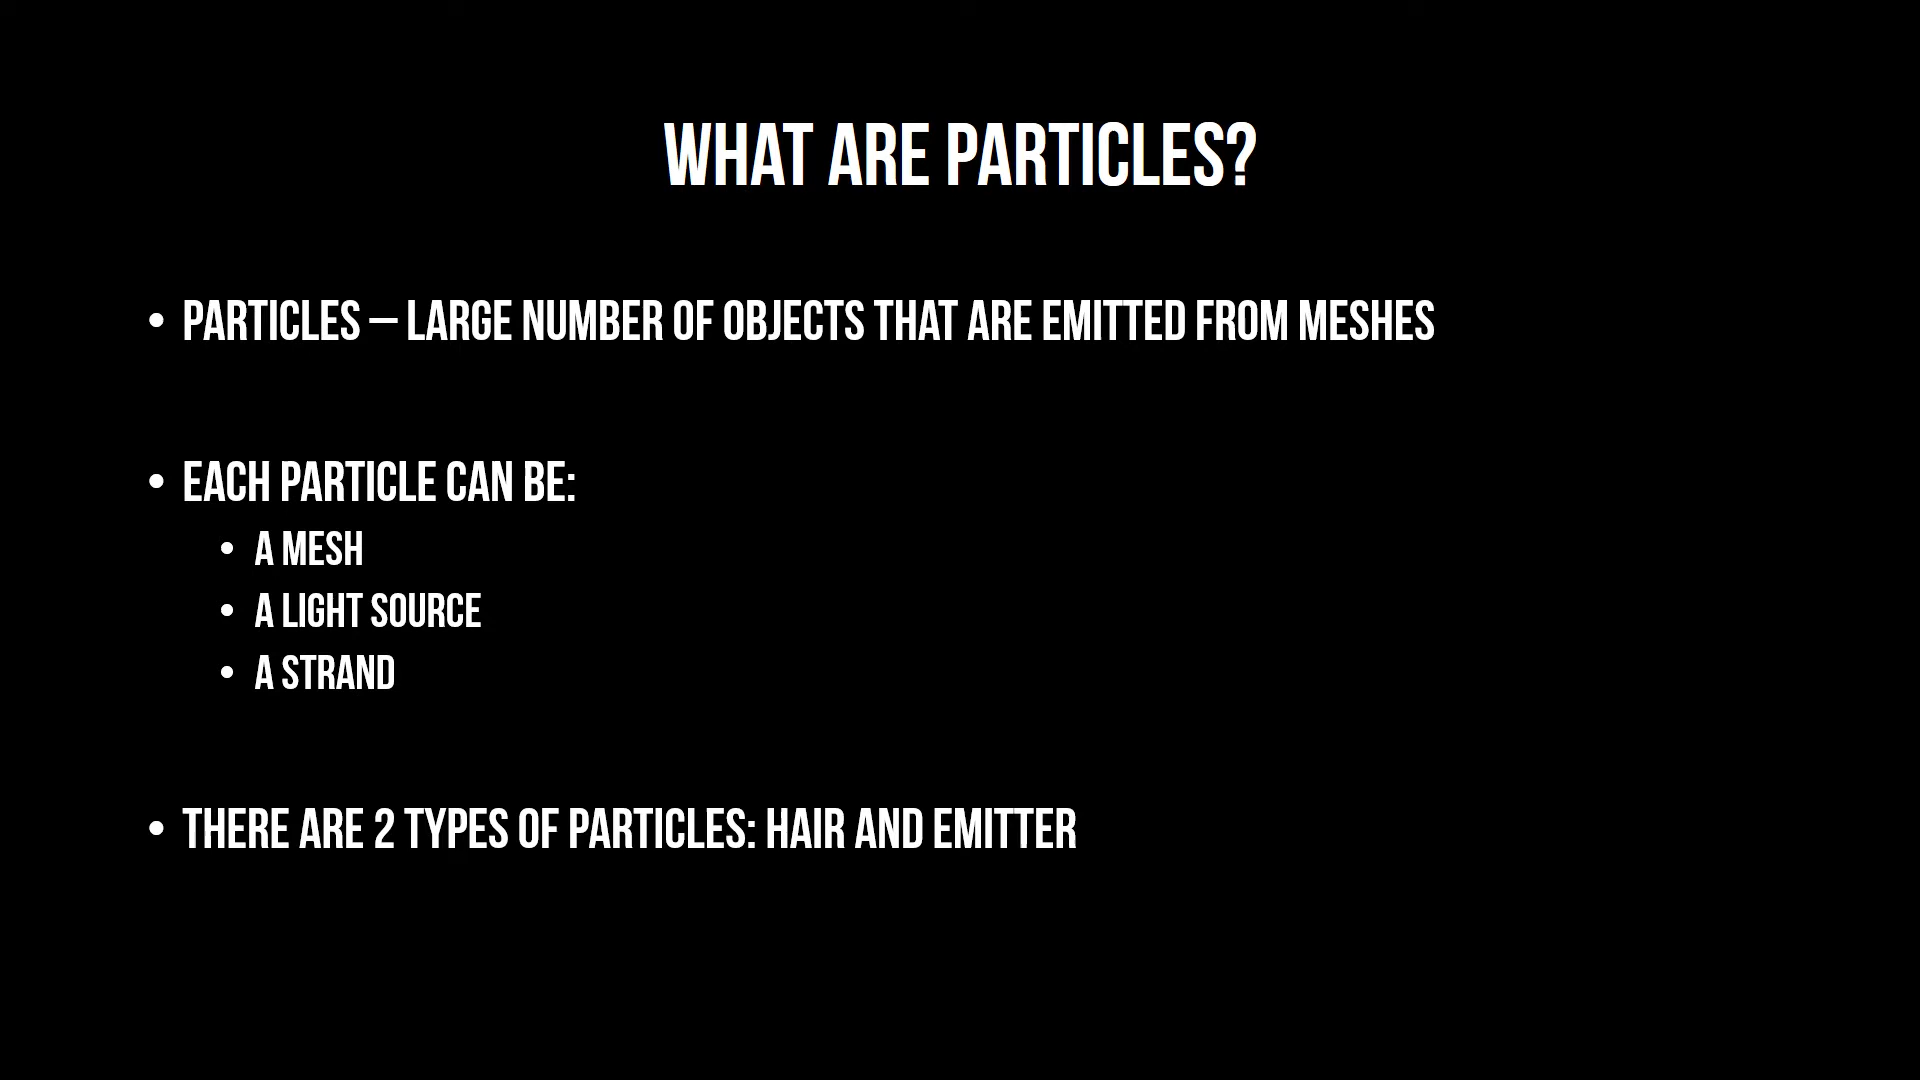 WHAT ARE PARTICLES?
• PARTICLES – LARGE NUMBER OF OBJECTS THAT ARE EMITTED FROM MESHES
• EACH PARTICLE CAN BE:
• A MESH
• A LIGHT SOURCE
• A STRAND
• THERE ARE 2 TYPES OF PARTICLES: HAIR AND EMITTER